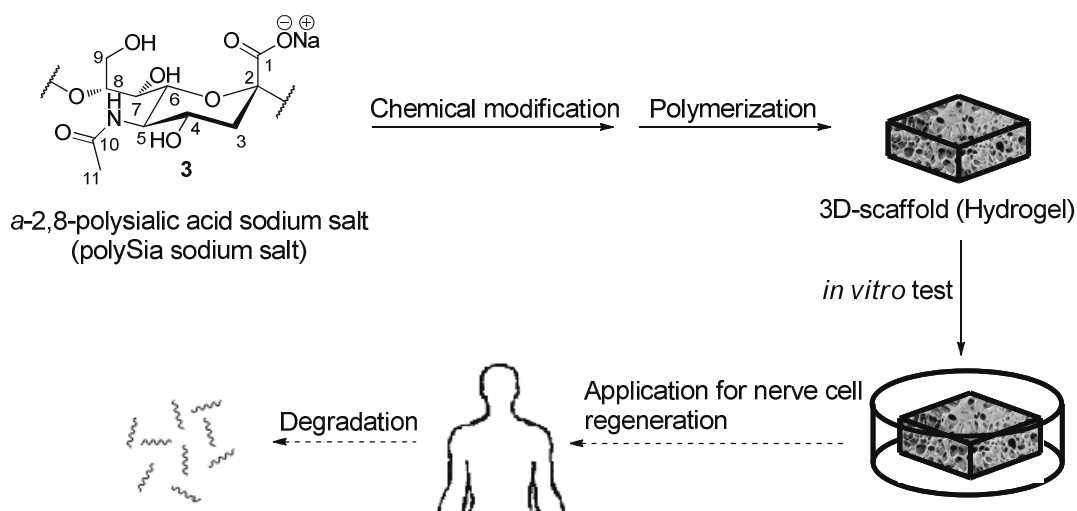 OH
9
O
⊖ ⊕
ONa
1
8
OH
2
O
H
N
7
6
O
O
5
HO
4
3
10
11
3
Chemical modification
Polymerization
a-2,8-polysialic acid sodium salt
(polySia sodium salt)
3D-scaffold (Hydrogel)
in vitro test
Application for nerve cell
regeneration
Degradation